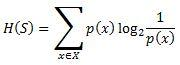 H(S) = ∑_{x∈X} p(x) log₂ 1/p(x)